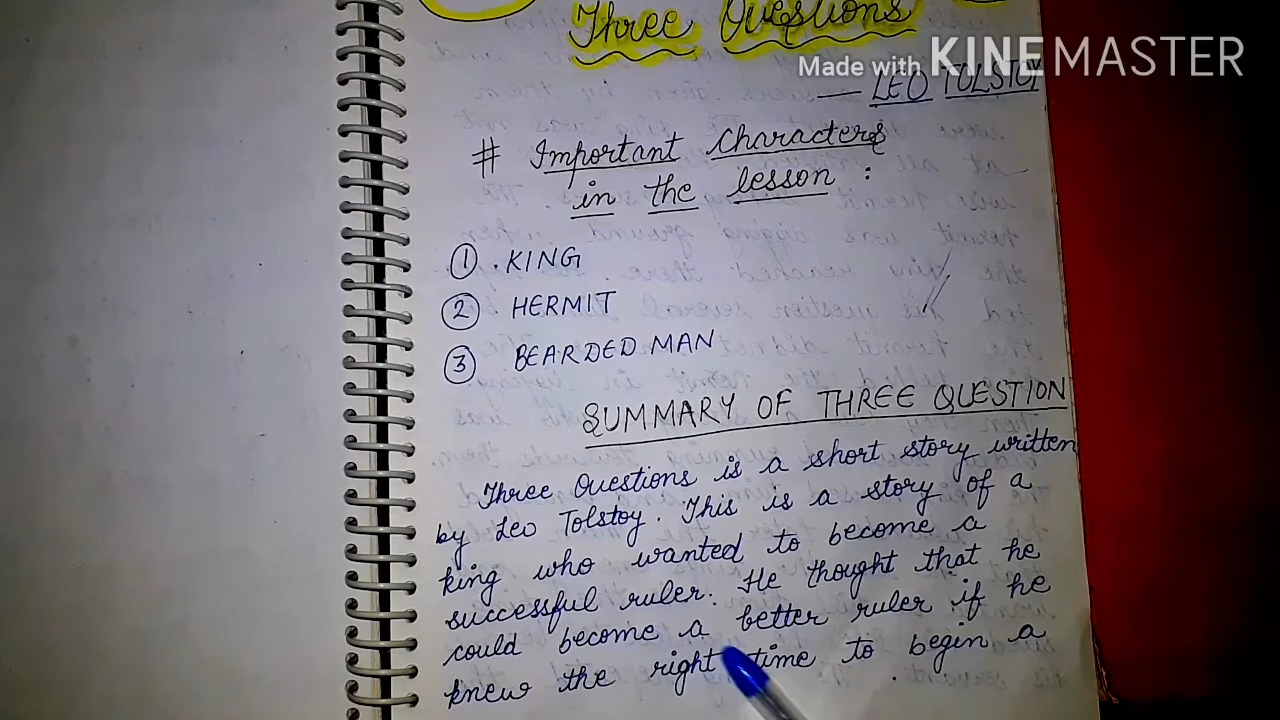 Three Questions
Made with KINEMASTER
— LEO TOLSTOY
# Important characters
in the lesson :
① . KING
② . HERMIT
③ . BEARDED MAN
SUMMARY OF THREE QUESTION
Three Questions is a short story written
by Leo Tolstoy. This is a story of a
king who wanted to become a
successful ruler. He thought that he
could become a better ruler if he
knew the right time to begin a